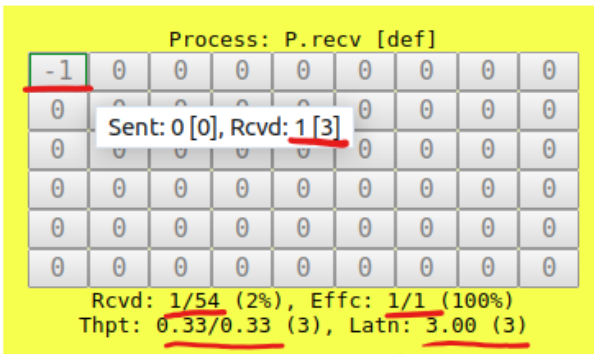 Process: P.recv [def]
-1 0 0 0 0 0 0 0 0
0 0 0
Sent: 0 [0], Rcvd: 1 [3]
0 0 0 0 0 0 0 0 0
0 0 0 0 0 0 0 0 0
0 0 0 0 0 0 0 0 0
0 0 0 0 0 0 0 0 0
Rcvd: 1/54 (2%), Effc: 1/1 (100%)
Thpt: 0.33/0.33 (3), Latn: 3.00 (3)